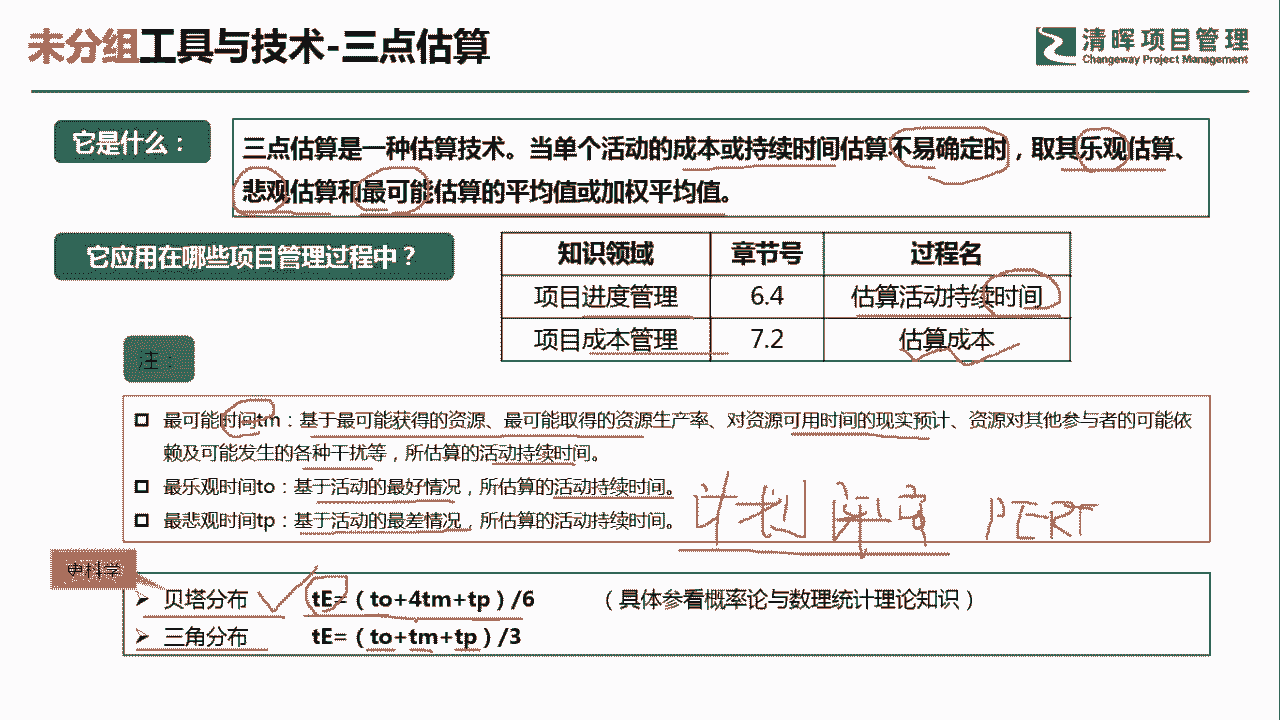 未分组工具与技术-三点估算
清晖项目管理
Changeway Project Management
它是什么：
三点估算是一种估算技术。当单个活动的成本或持续时间估算不易确定时，取其乐观估算、
悲观估算和最可能估算的平均值或加权平均值。
它应用在哪些项目管理过程中？
知识领域 章节号 过程名
项目进度管理 6.4 估算活动持续时间
项目成本管理 7.2 估算成本
注：
最可能时间tm：基于最可能获得的资源、最可能取得的资源生产率、对资源可用时间的现实预计、资源对其他参与者的可能依
赖及可能发生的各种干扰等，所估算的活动持续时间。
最乐观时间to：基于活动的最好情况，所估算的活动持续时间。
最悲观时间tp：基于活动的最差情况，所估算的活动持续时间。
计划 PERT
更科学
贝塔分布 tE=（to+4tm+tp）/6 （具体参看概率论与数理统计理论知识）
三角分布 tE=（to+tm+tp）/3